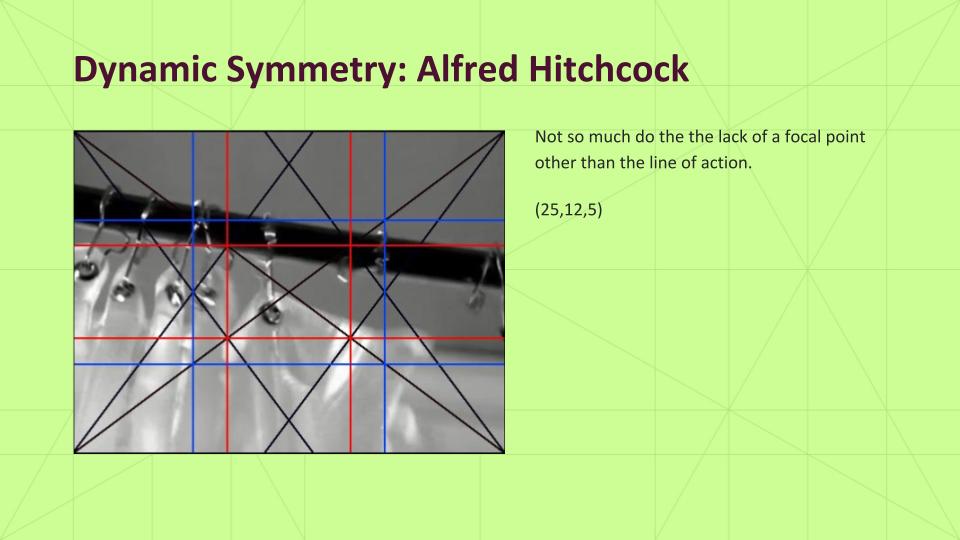 Dynamic Symmetry: Alfred Hitchcock
Not so much do the the lack of a focal point
other than the line of action.
(25,12,5)